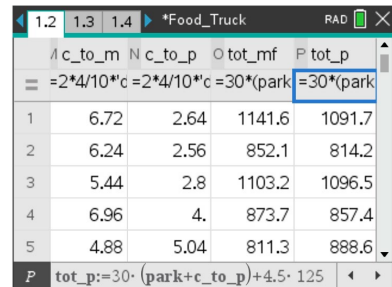 1.2 1.3 1.4 *Food_Truck RAD
M c_to_m N c_to_p O tot_mf P tot_p
= =2*4/10*'c =2*4/10*'c =30*(park =30*(park
1 6.72 2.64 1141.6 1091.7
2 6.24 2.56 852.1 814.2
3 5.44 2.8 1103.2 1096.5
4 6.96 4. 873.7 857.4
5 4.88 5.04 811.3 888.6
P tot_p:=30· (park+c_to_p)+4.5· 125